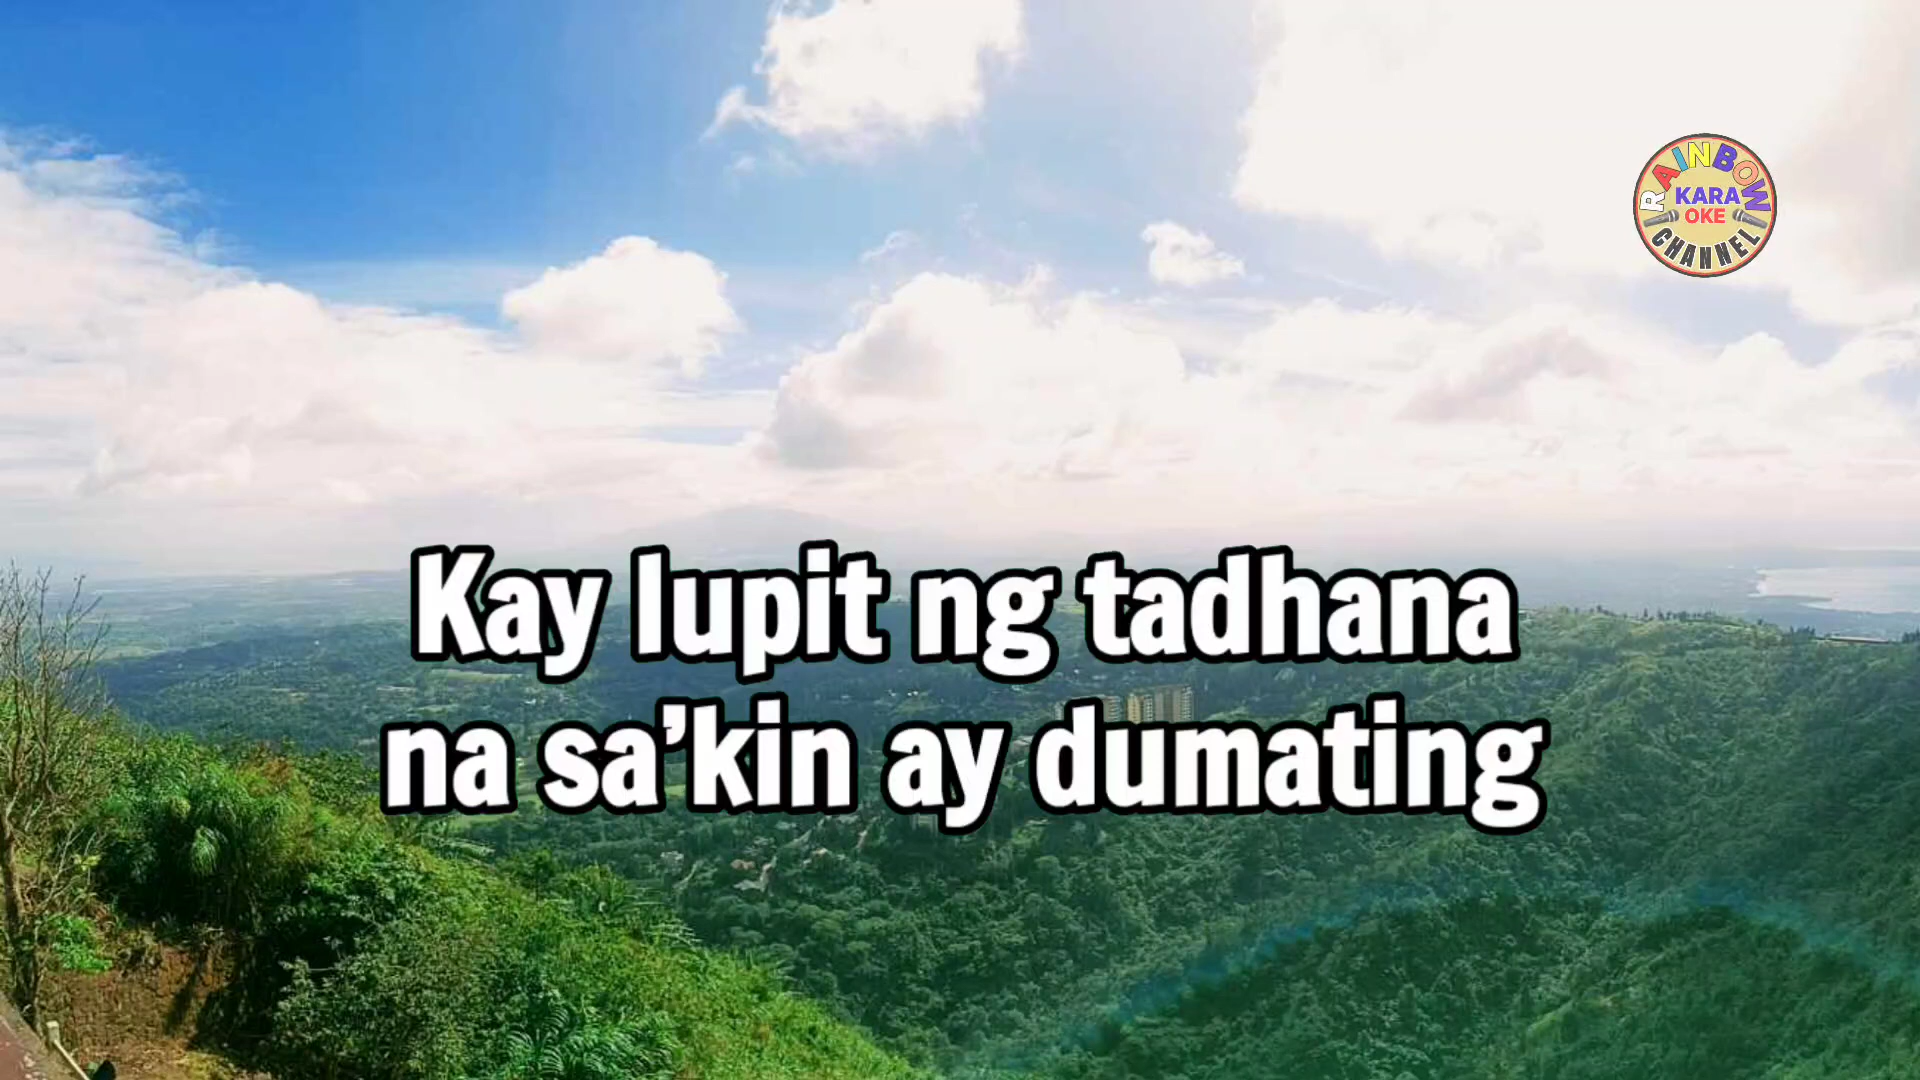 RAINBOW
KARA
OKE
CHANNEL
Kay lupit ng tadhana
na sa’kin ay dumating